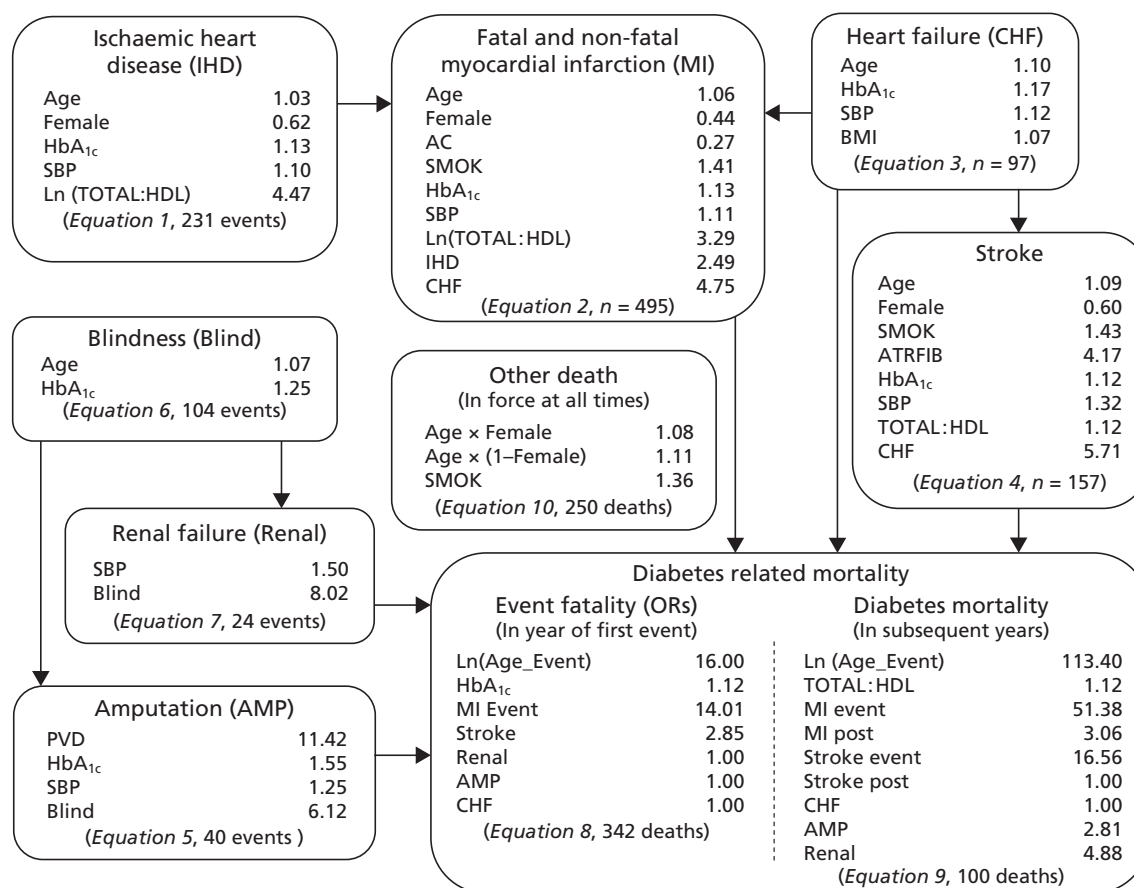 Ischaemic heart
disease (IHD)
Age 1.03
Female 0.62
HbA1c 1.13
SBP 1.10
Ln (TOTAL:HDL) 4.47
(Equation 1, 231 events)
Fatal and non-fatal
myocardial infarction (MI)
Age 1.06
Female 0.44
AC 0.27
SMOK 1.41
HbA1c 1.13
SBP 1.11
Ln(TOTAL:HDL) 3.29
IHD 2.49
CHF 4.75
(Equation 2, n = 495)
Heart failure (CHF)
Age 1.10
HbA1c 1.17
SBP 1.12
BMI 1.07
(Equation 3, n = 97)
Stroke
Age 1.09
Female 0.60
SMOK 1.43
ATRFIB 4.17
HbA1c 1.12
SBP 1.32
TOTAL:HDL 1.12
CHF 5.71
(Equation 4, n = 157)
Blindness (Blind)
Age 1.07
HbA1c 1.25
(Equation 6, 104 events)
Other death
(In force at all times)
Age × Female 1.08
Age × (1–Female) 1.11
SMOK 1.36
(Equation 10, 250 deaths)
Renal failure (Renal)
SBP 1.50
Blind 8.02
(Equation 7, 24 events)
Amputation (AMP)
PVD 11.42
HbA1c 1.55
SBP 1.25
Blind 6.12
(Equation 5, 40 events )
Diabetes related mortality
Event fatality (ORs)
(In year of first event)
Ln(Age_Event) 16.00
HbA1c 1.12
MI Event 14.01
Stroke 2.85
Renal 1.00
AMP 1.00
CHF 1.00
(Equation 8, 342 deaths)
Diabetes mortality
(In subsequent years)
Ln (Age_Event) 113.40
TOTAL:HDL 1.12
MI event 51.38
MI post 3.06
Stroke event 16.56
Stroke post 1.00
CHF 1.00
AMP 2.81
Renal 4.88
(Equation 9, 100 deaths)